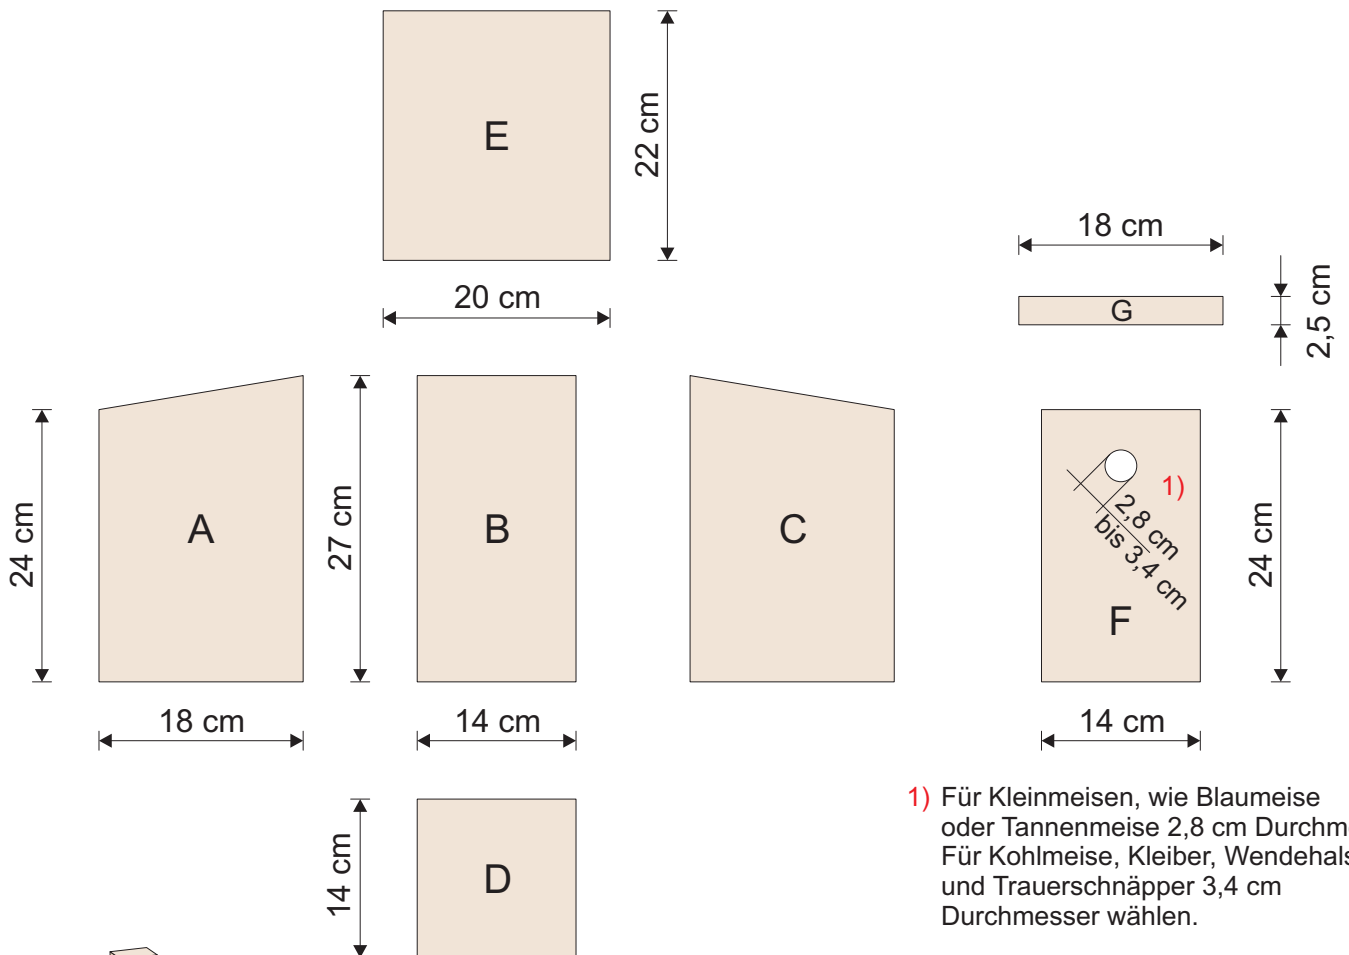 E
22 cm
20 cm
18 cm
G
2,5 cm
24 cm
A
18 cm
27 cm
B
14 cm
C
1)
2,8 cm
bis 3,4 cm
F
24 cm
14 cm
14 cm
D
1) Für Kleinmeisen, wie Blaumeise
oder Tannenmeise 2,8 cm
Für Kohlmeise, Kleiber, Wendehals
und Trauerschnäpper 3,4 cm
Durchmesser wählen.